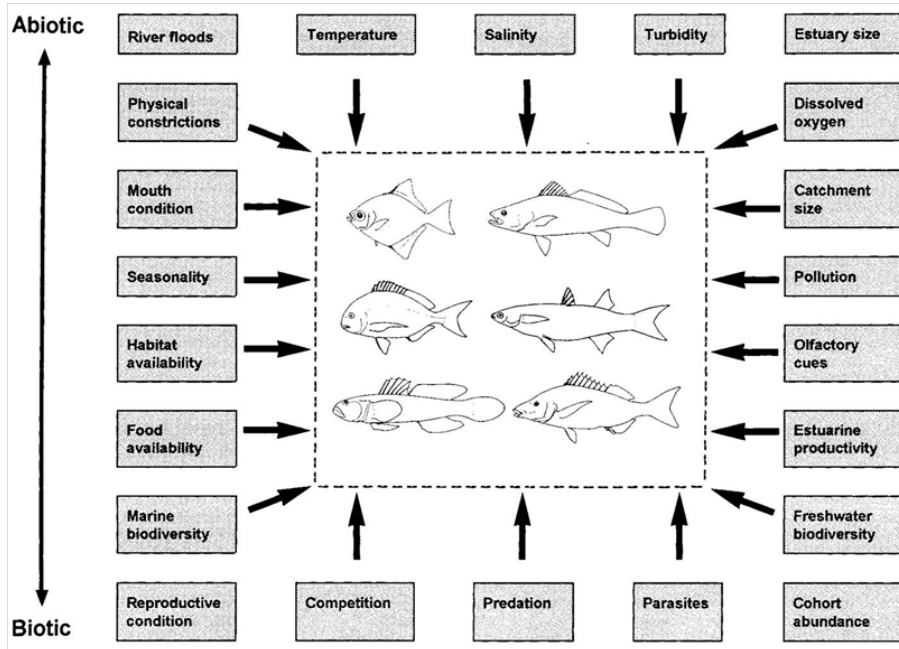 Abiotic
River floods
Temperature
Salinity
Turbidity
Estuary size
Physical
constrictions
Dissolved
oxygen
Mouth
condition
Catchment
size
Seasonality
Pollution
Habitat
availability
Olfactory
cues
Food
availability
Estuarine
productivity
Marine
biodiversity
Freshwater
biodiversity
Reproductive
condition
Competition
Predation
Parasites
Cohort
abundance
Biotic